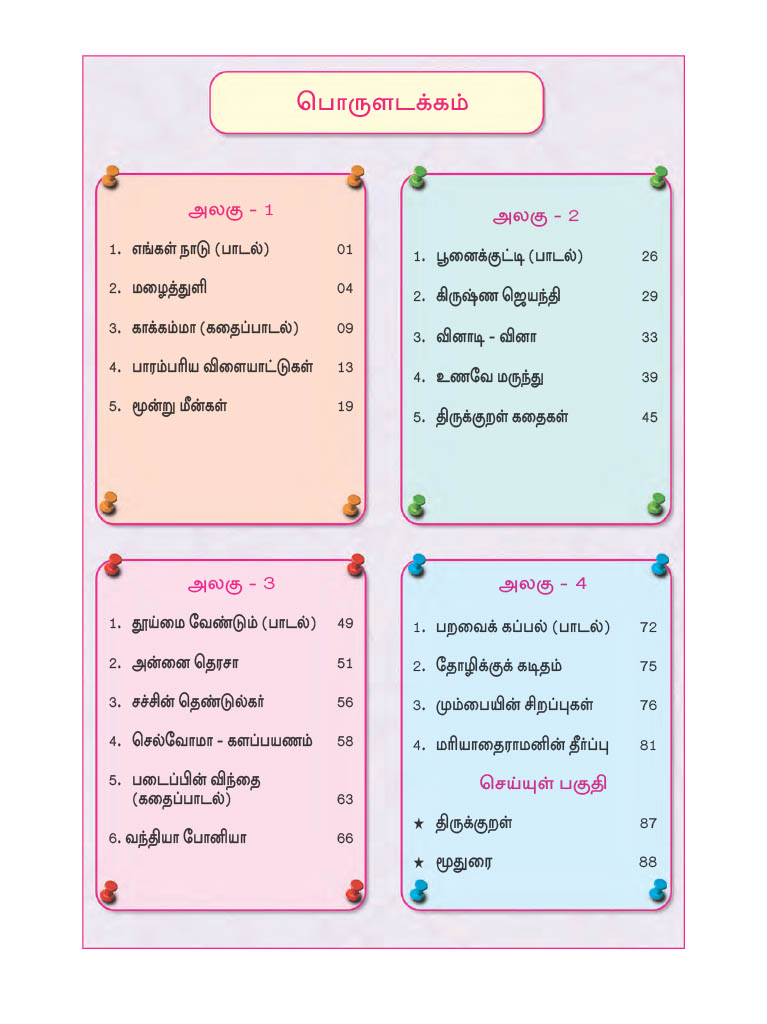 பொருளடக்கம்
அலகு - 1
1. எங்கள் நாடு (பாடல்) 01
2. மழைத்துளி 04
3. காக்கம்மா (கதைப்பாடல்) 09
4. பாரம்பரிய விளையாட்டுகள் 13
5. மூன்று மீன்கள் 19
அலகு - 2
1. பூனைக்குட்டி (பாடல்) 26
2. கிருஷ்ண ஜெயந்தி 29
3. வினாடி - வினா 33
4. உணவே மருந்து 39
5. திருக்குறள் கதைகள் 45
அலகு - 3
1. தூய்மை வேண்டும் (பாடல்) 49
2. அன்னை தெரசா 51
3. சச்சின் தெண்டுல்கர் 56
4. செல்வோமா - களப்பயணம் 58
5. படைப்பின் விந்தை
(கதைப்பாடல்) 63
6. வந்தியா போனியா 66
அலகு - 4
1. பறவைக் கப்பல் (பாடல்) 72
2. தோழிக்குக் கடிதம் 75
3. மும்பையின் சிறப்புகள் 76
4. மரியாதைராமனின் தீர்ப்பு 81
செய்யுள் பகுதி
★ திருக்குறள் 87
★ மூதுரை 88